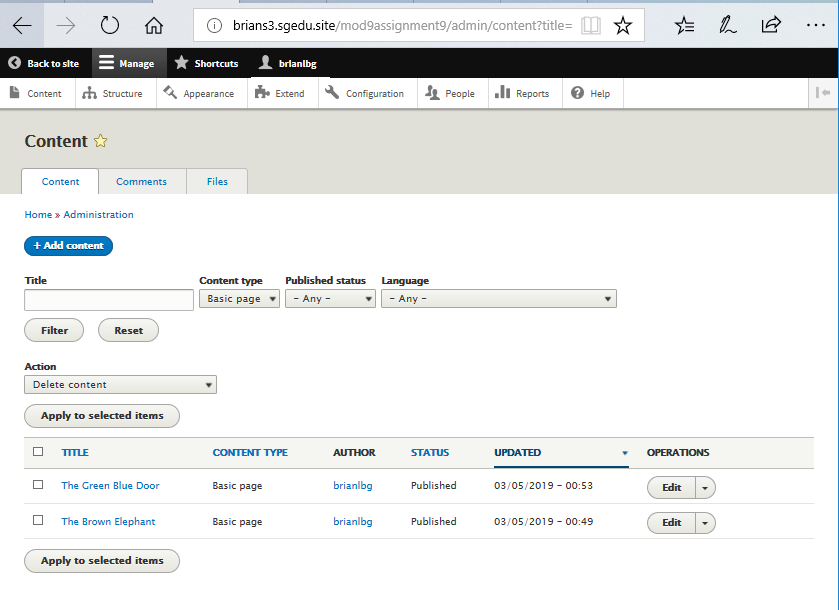 brians3.sgedu.site/mod9assignment9/admin/content?title=
Back to site Manage Shortcuts brianlbg
Content Structure Appearance Extend Configuration People Reports Help
Content
Content Comments Files
Home » Administration
+ Add content
Title Content type Published status Language
Basic page - Any - - Any -
Filter Reset
Action
Delete content
Apply to selected items
TITLE CONTENT TYPE AUTHOR STATUS UPDATED OPERATIONS
The Green Blue Door Basic page brianlbg Published 03/05/2019 - 00:53 Edit
The Brown Elephant Basic page brianlbg Published 03/05/2019 - 00:49 Edit
Apply to selected items